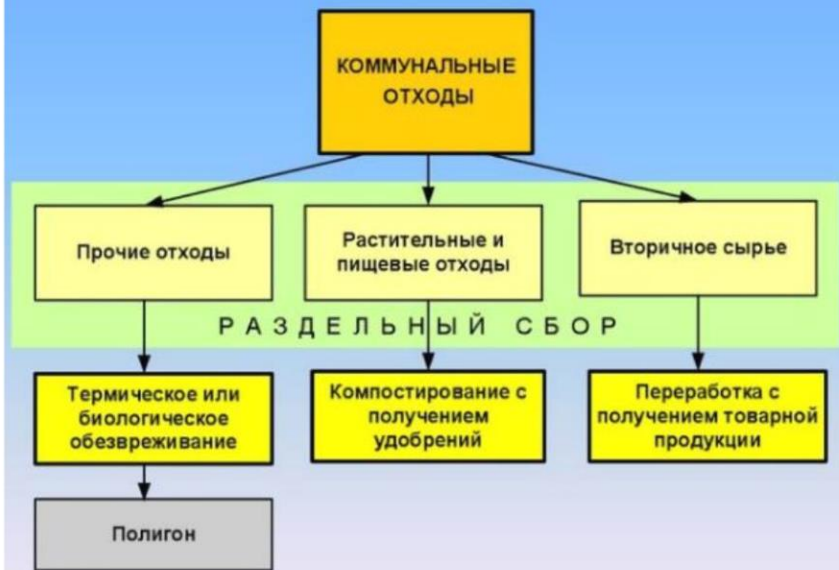 КОММУНАЛЬНЫЕ
ОТХОДЫ
Прочие отходы
Растительные и
пищевые отходы
Вторичное сырье
РАЗДЕЛЬНЫЙ СБОР
Термическое или
биологическое
обезвреживание
Компостирование с
получением
удобрений
Переработка с
получением товарной
продукции
Полигон